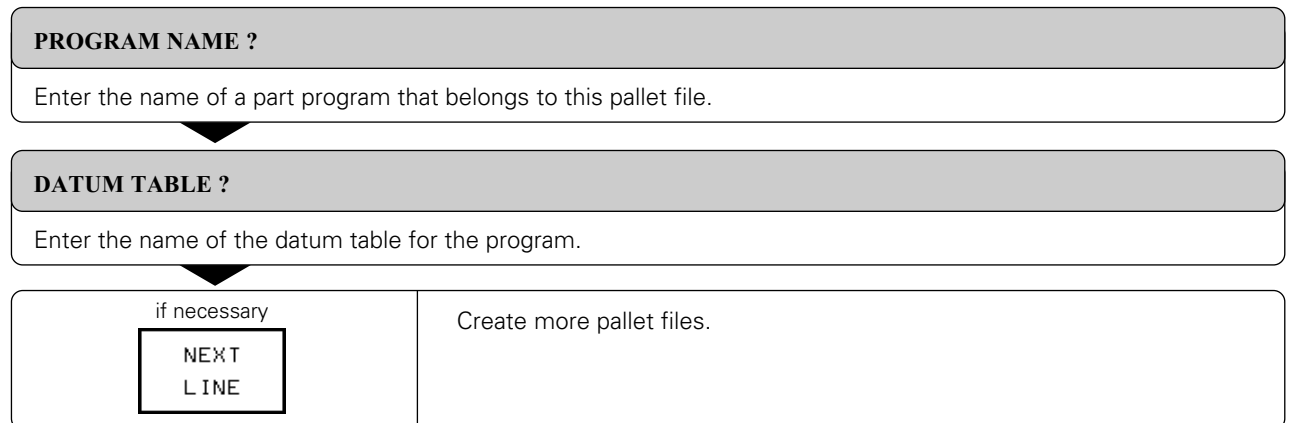 PROGRAM NAME ?
Enter the name of a part program that belongs to this pallet file.
DATUM TABLE ?
Enter the name of the datum table for the program.
if necessary
NEXT
LINE
Create more pallet files.